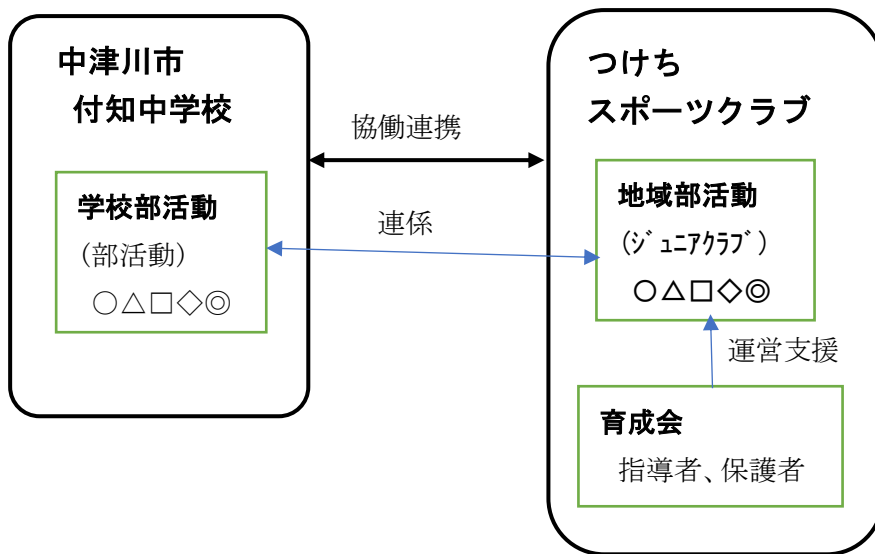 中津川市
付知中学校
学校部活動
(部活動)
○△□◇◎
協働連携
連係
つけち
スポーツクラブ
地域部活動
(ｼﾞｭﾆｱｸﾗﾌﾞ)
○△□◇◎
運営支援
育成会
指導者、保護者